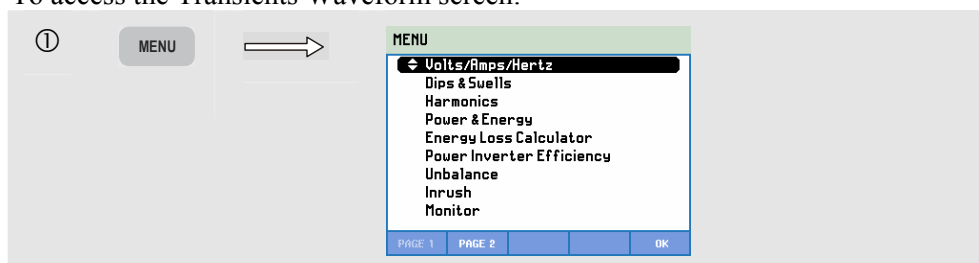 To access the Transients Waveform screen:
①
MENU
MENU
Volts/Amps/Hertz
Dips & Swells
Harmonics
Power & Energy
Energy Loss Calculator
Power Inverter Efficiency
Unbalance
Inrush
Monitor
PAGE 1 PAGE 2 OK